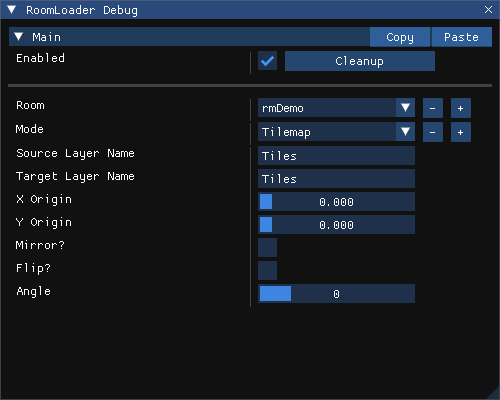 RoomLoader Debug
Main Copy Paste
Enabled Cleanup
Room rmDemo - +
Mode Tilemap - +
Source Layer Name Tiles
Target Layer Name Tiles
X Origin 0.000
Y Origin 0.000
Mirror?
Flip?
Angle 0